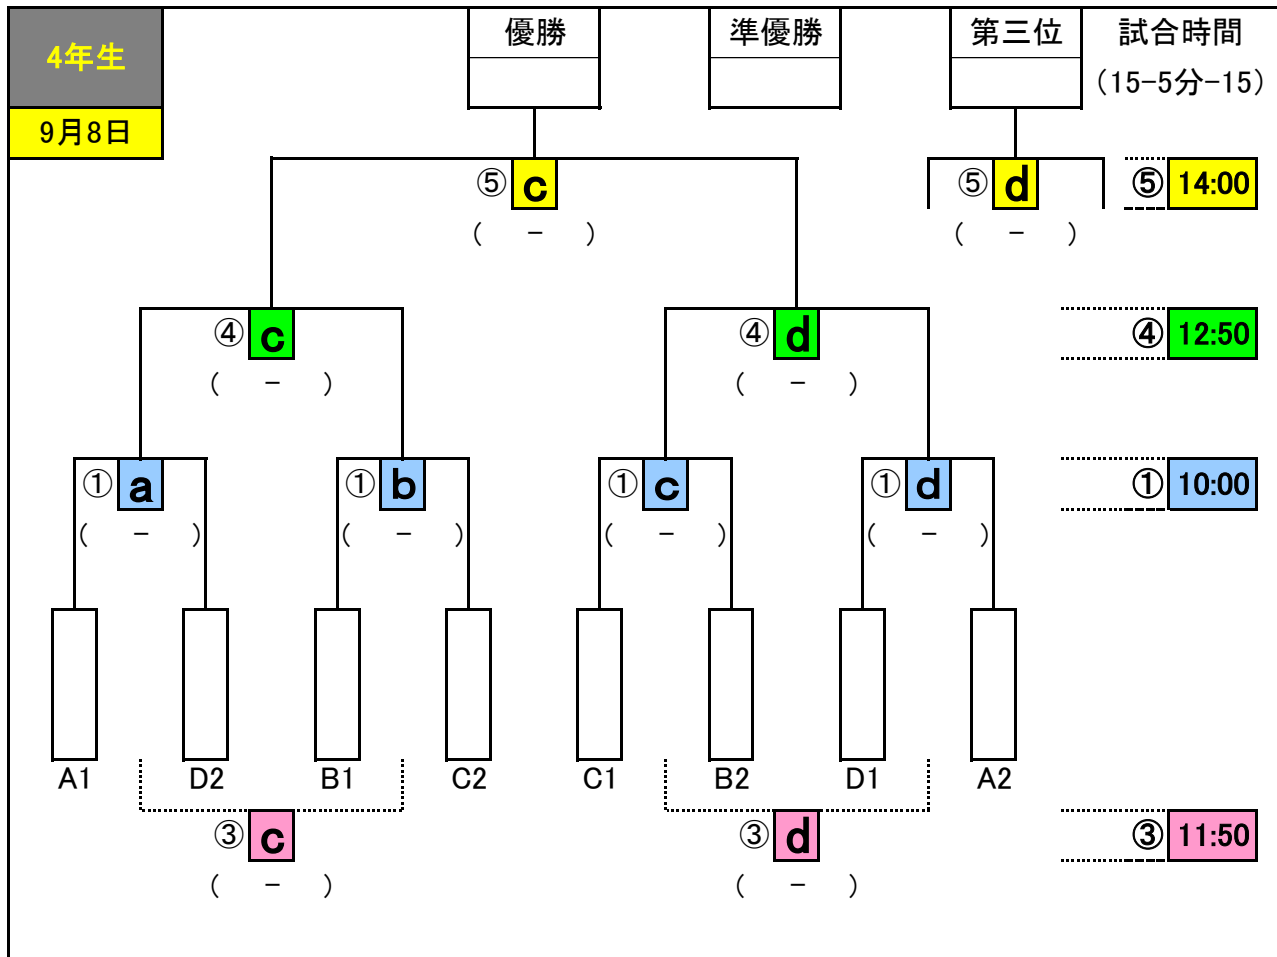 4年生
優勝
準優勝
第三位
試合時間
（15-5分-15）
9月8日
⑤ c
⑤ d
⑤ 14:00
（ － ）
（ － ）
④ c
④ d
④ 12:50
（ － ）
（ － ）
① a
① b
① c
① d
① 10:00
（ － ）
（ － ）
（ － ）
（ － ）
A1
D2
B1
C2
C1
B2
D1
A2
③ c
③ d
③ 11:50
（ － ）
（ － ）